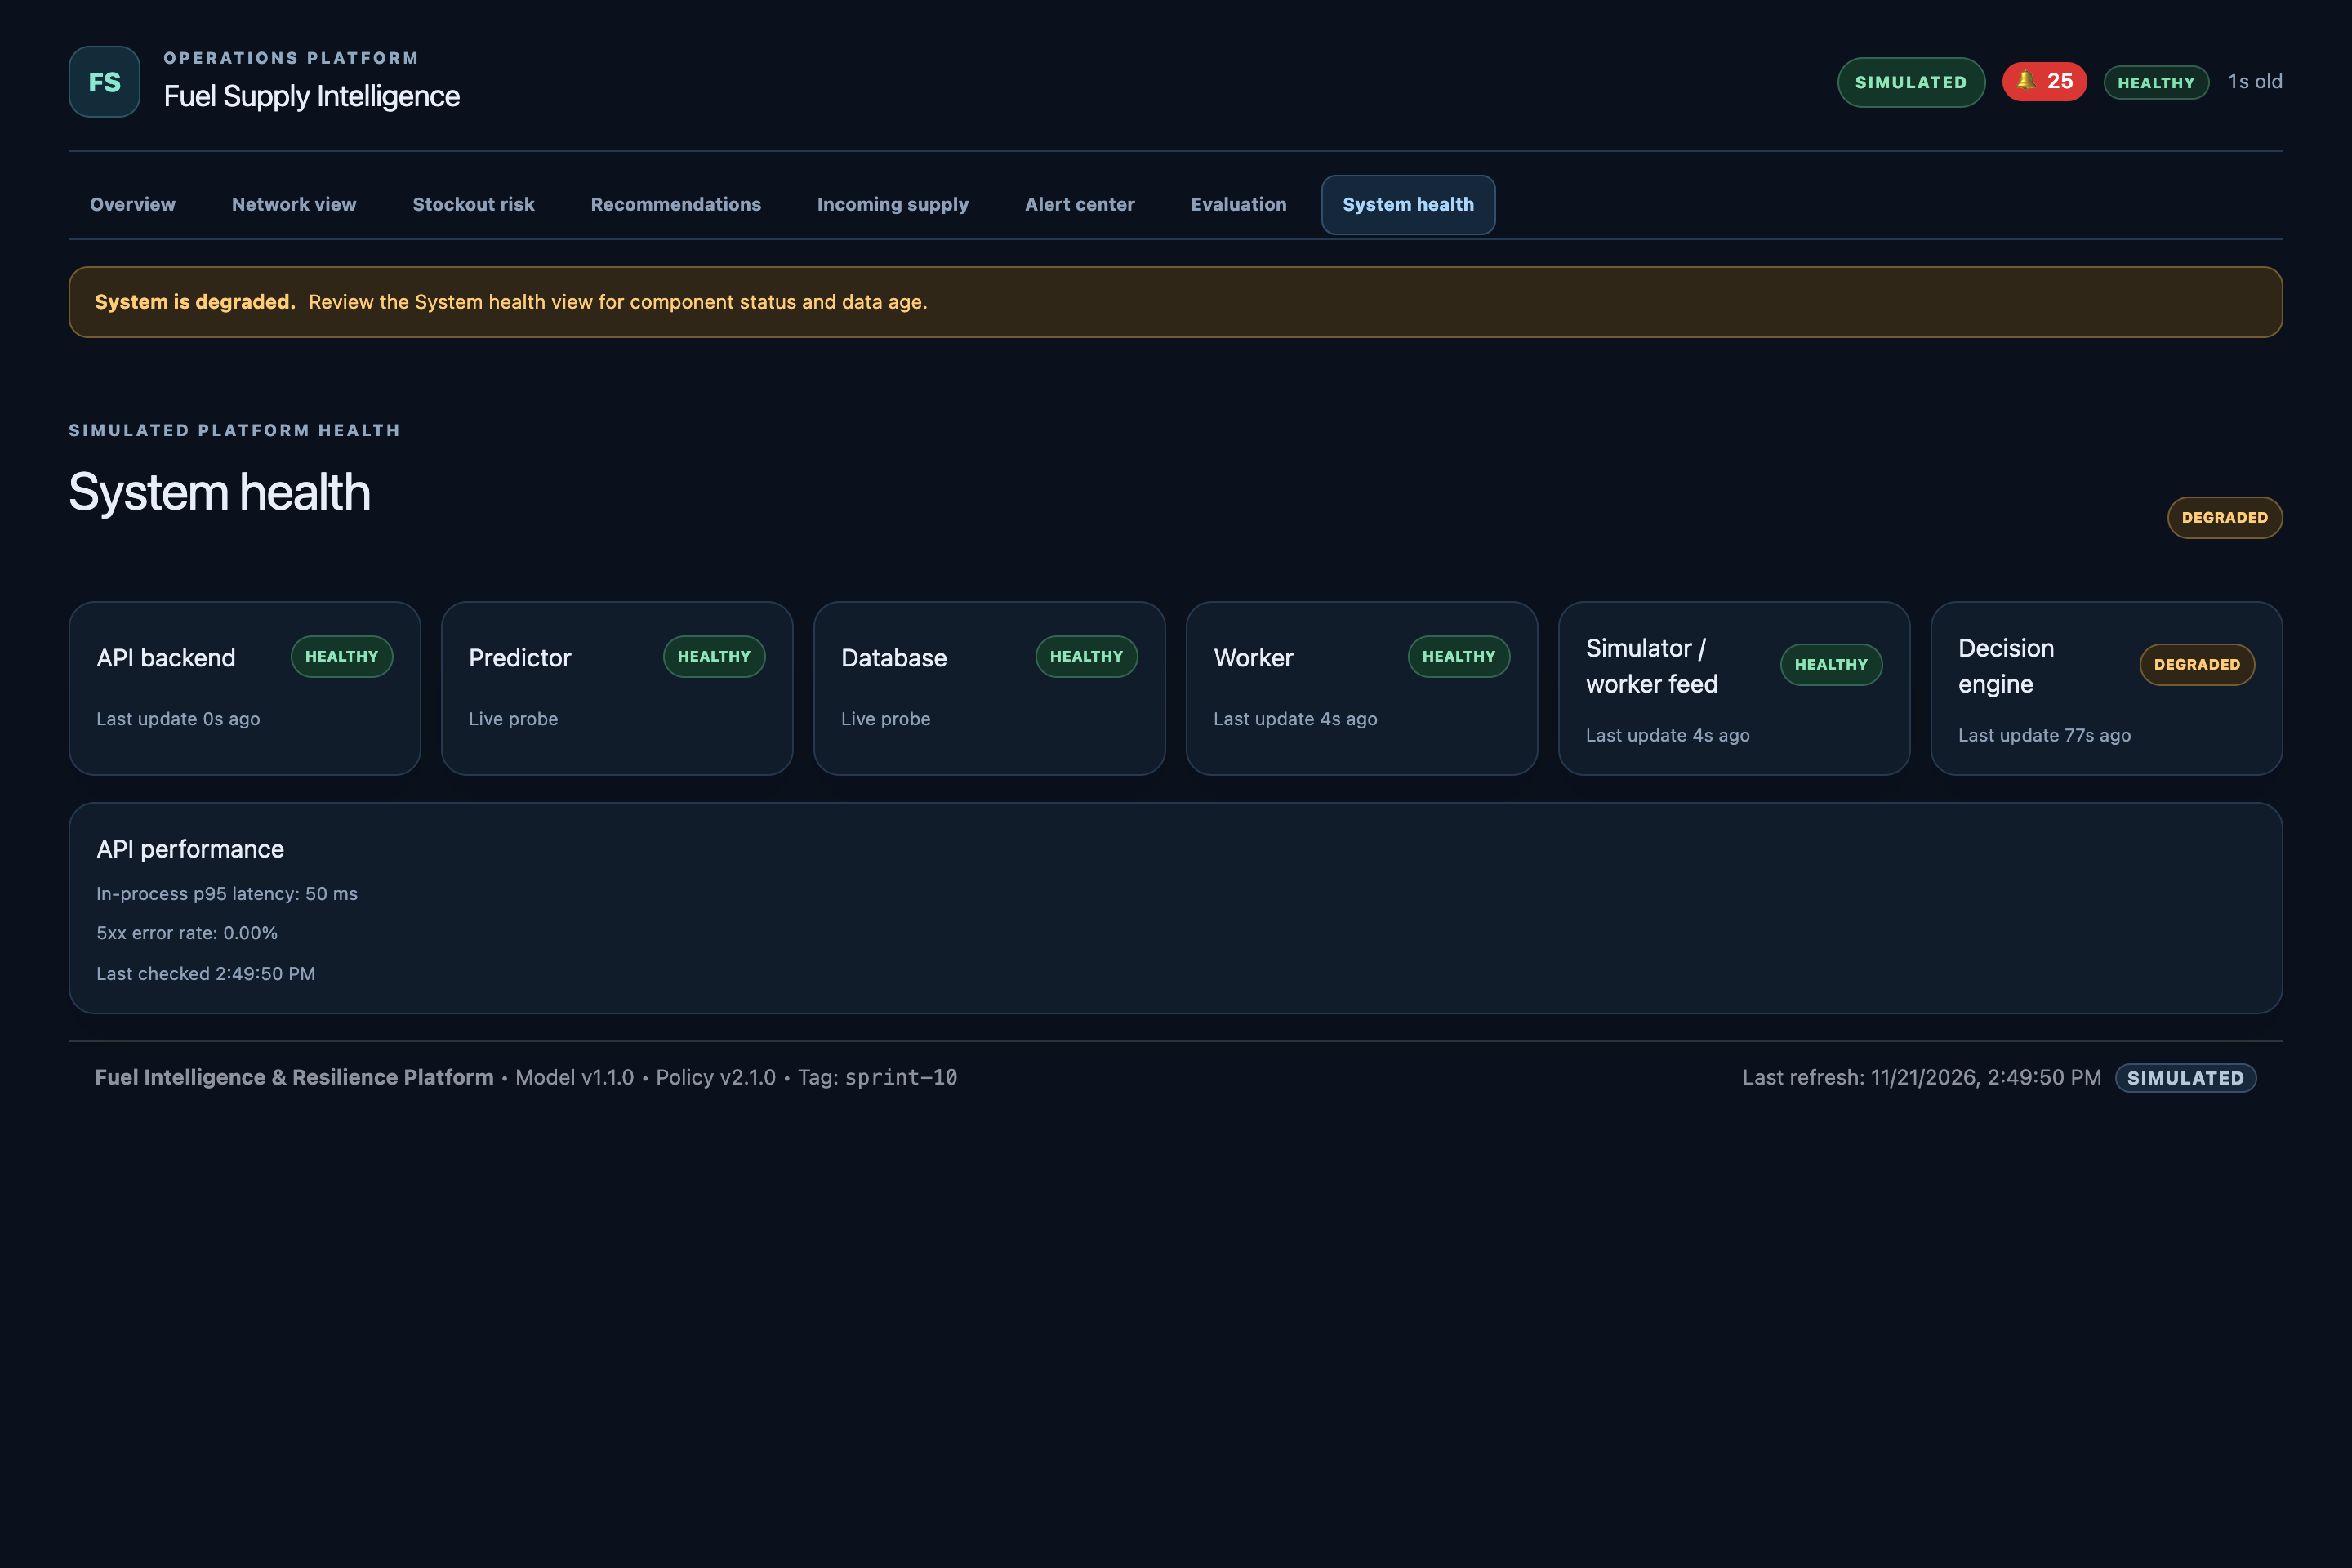 FS
OPERATIONS PLATFORM
Fuel Supply Intelligence
SIMULATED
25
HEALTHY
1s old
Overview
Network view
Stockout risk
Recommendations
Incoming supply
Alert center
Evaluation
System health
System is degraded. Review the System health view for component status and data age.
SIMULATED PLATFORM HEALTH
System health
DEGRADED
API backend
HEALTHY
Last update 0s ago
Predictor
HEALTHY
Live probe
Database
HEALTHY
Live probe
Worker
HEALTHY
Last update 4s ago
Simulator /
worker feed
HEALTHY
Last update 4s ago
Decision
engine
DEGRADED
Last update 77s ago
API performance
In-process p95 latency: 50 ms
5xx error rate: 0.00%
Last checked 2:49:50 PM
Fuel Intelligence & Resilience Platform • Model v1.1.0 • Policy v2.1.0 • Tag: sprint-10
Last refresh: 11/21/2026, 2:49:50 PM
SIMULATED